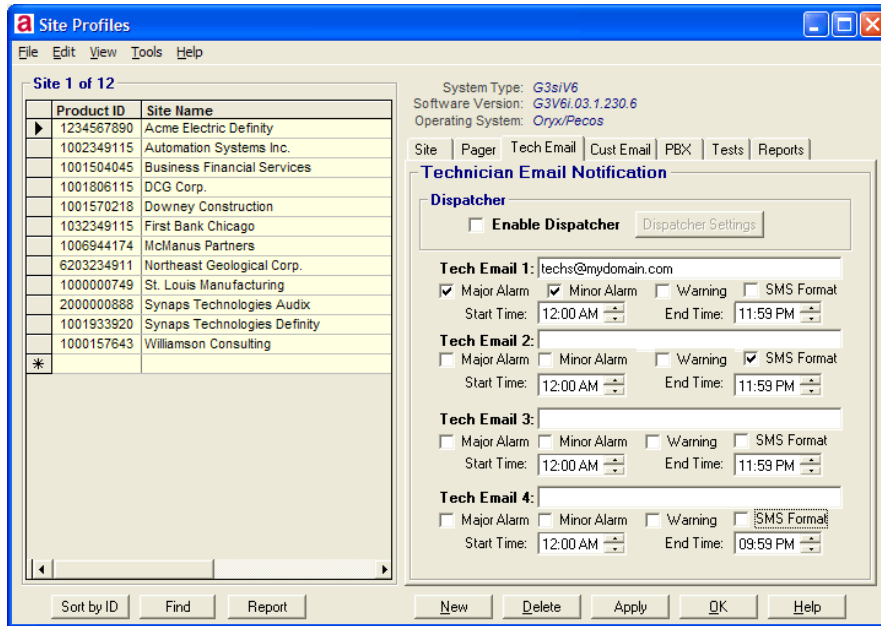 a Site Profiles
File Edit View Tools Help
Site 1 of 12
Product ID Site Name
1234567890 Acme Electric Definity
1002349115 Automation Systems Inc.
1001504045 Business Financial Services
1001806115 DCG Corp.
1001570218 Downey Construction
1032349115 First Bank Chicago
1006944174 McManus Partners
6203234911 Northeast Geological Corp.
1000000749 St. Louis Manufacturing
2000000888 Synaps Technologies Audix
1001933920 Synaps Technologies Definity
1000157643 Williamson Consulting
Sort by ID Find Report
System Type: G3siV6
Software Version: G3V6i.03.1.230.6
Operating System: Oryx/Pecos
Site Pager Tech Email Cust Email PBX Tests Reports
Technician Email Notification
Dispatcher
Enable Dispatcher Dispatcher Settings
Tech Email 1: techs@mydomain.com
Major Alarm Minor Alarm Warning SMS Format
Start Time: 12:00 AM End Time: 11:59 PM
Tech Email 2:
Major Alarm Minor Alarm Warning SMS Format
Start Time: 12:00 AM End Time: 11:59 PM
Tech Email 3:
Major Alarm Minor Alarm Warning SMS Format
Start Time: 12:00 AM End Time: 11:59 PM
Tech Email 4:
Major Alarm Minor Alarm Warning SMS Format
Start Time: 12:00 AM End Time: 09:59 PM
New Delete Apply OK Help